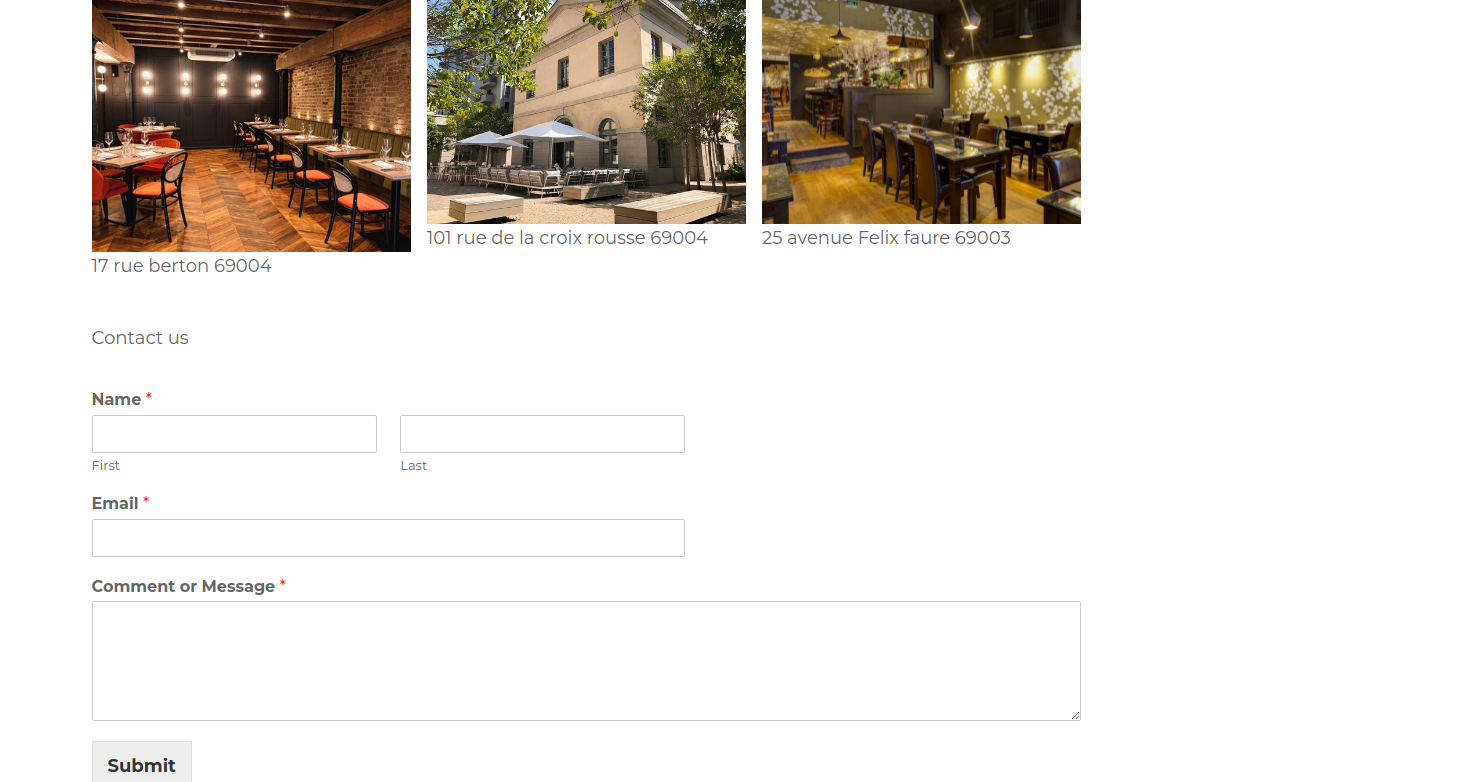 101 rue de la croix rousse 69004
25 avenue Felix faure 69003
17 rue berton 69004
Contact us
Name *
First
Last
Email *
Comment or Message *
Submit